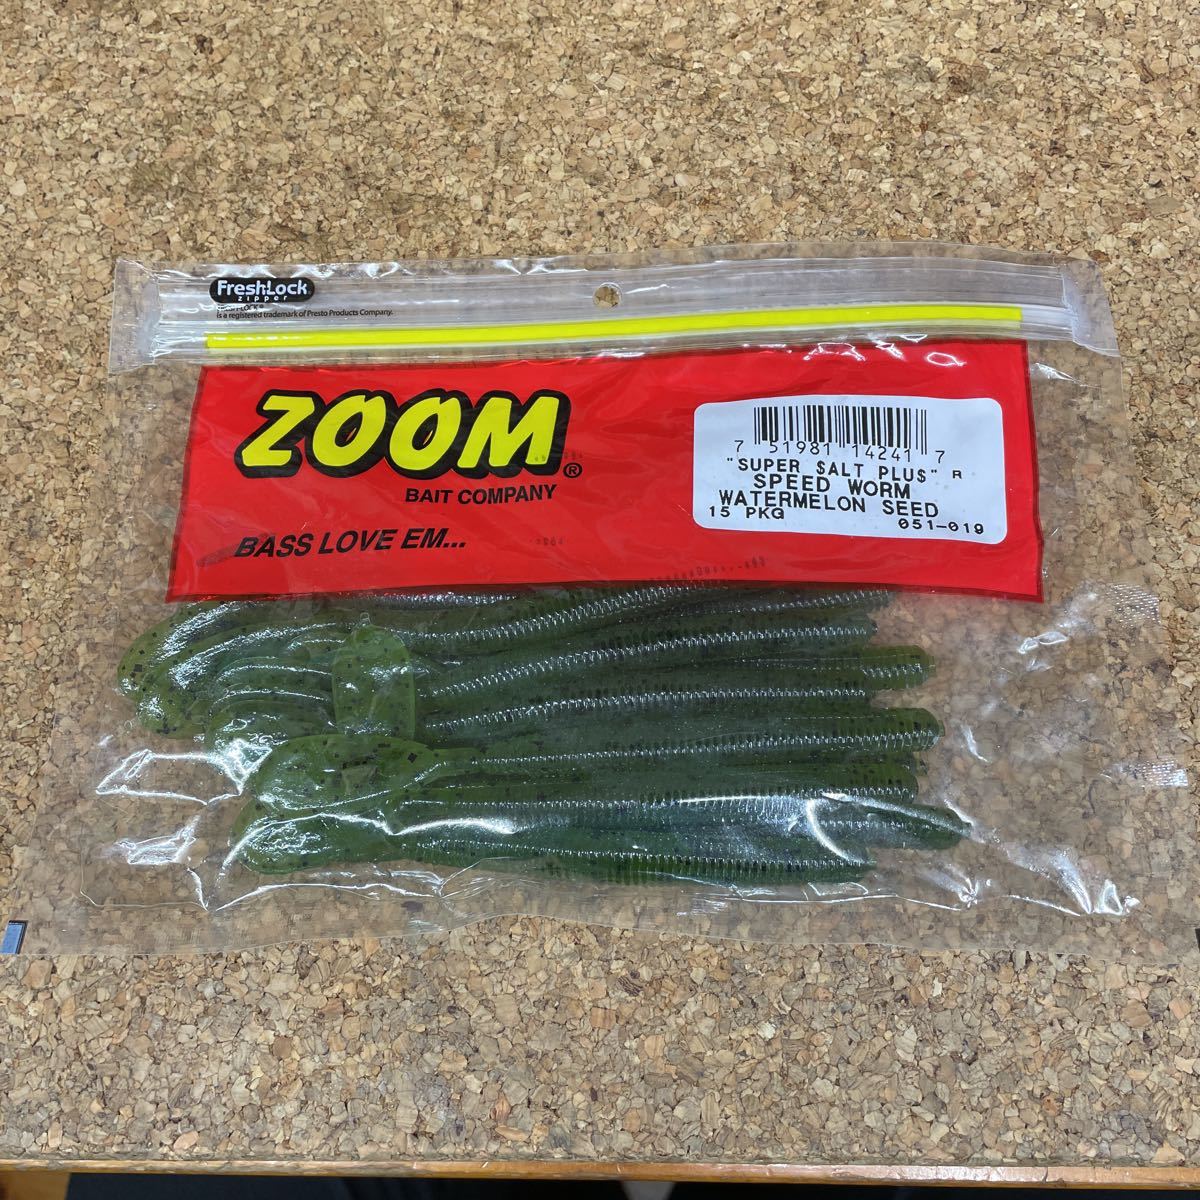 FreshLock
zipper
is a registered trademark of Presto Products Company.
ZOOM®
BAIT COMPANY
BASS LOVE EM...
7 51981 14241 7
"SUPER $ALT PLU$" R
SPEED WORM
WATERMELON SEED
15 PKG 051-019